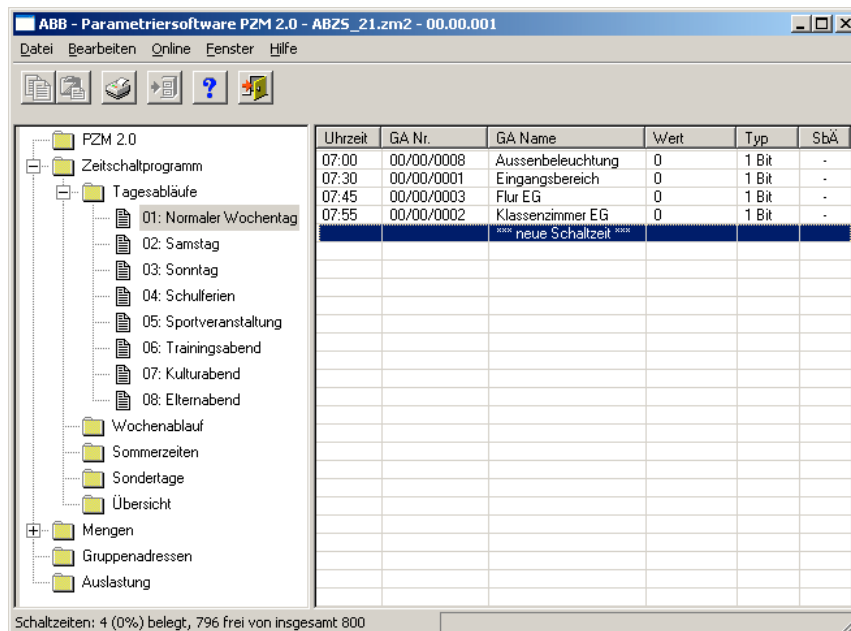 ABB - Parametriersoftware PZM 2.0 - ABZS_21.zm2 - 00.00.001
Datei Bearbeiten Online Fenster Hilfe
PZM 2.0
Zeitschaltprogramm
Tagesabläufe
01: Normaler Wochentag
02: Samstag
03: Sonntag
04: Schulferien
05: Sportveranstaltung
06: Trainingsabend
07: Kulturabend
08: Elternabend
Wochenablauf
Sommerzeiten
Sondertage
Übersicht
Mengen
Gruppenadressen
Auslastung
Uhrzeit GA Nr. GA Name Wert Typ SbÄ
07:00 00/00/0008 Aussenbeleuchtung 0 1 Bit -
07:30 00/00/0001 Eingangsbereich 0 1 Bit -
07:45 00/00/0003 Flur EG 0 1 Bit -
07:55 00/00/0002 Klassenzimmer EG 0 1 Bit -
*** neue Schaltzeit ***
Schaltzeiten: 4 (0%) belegt, 796 frei von insgesamt 800